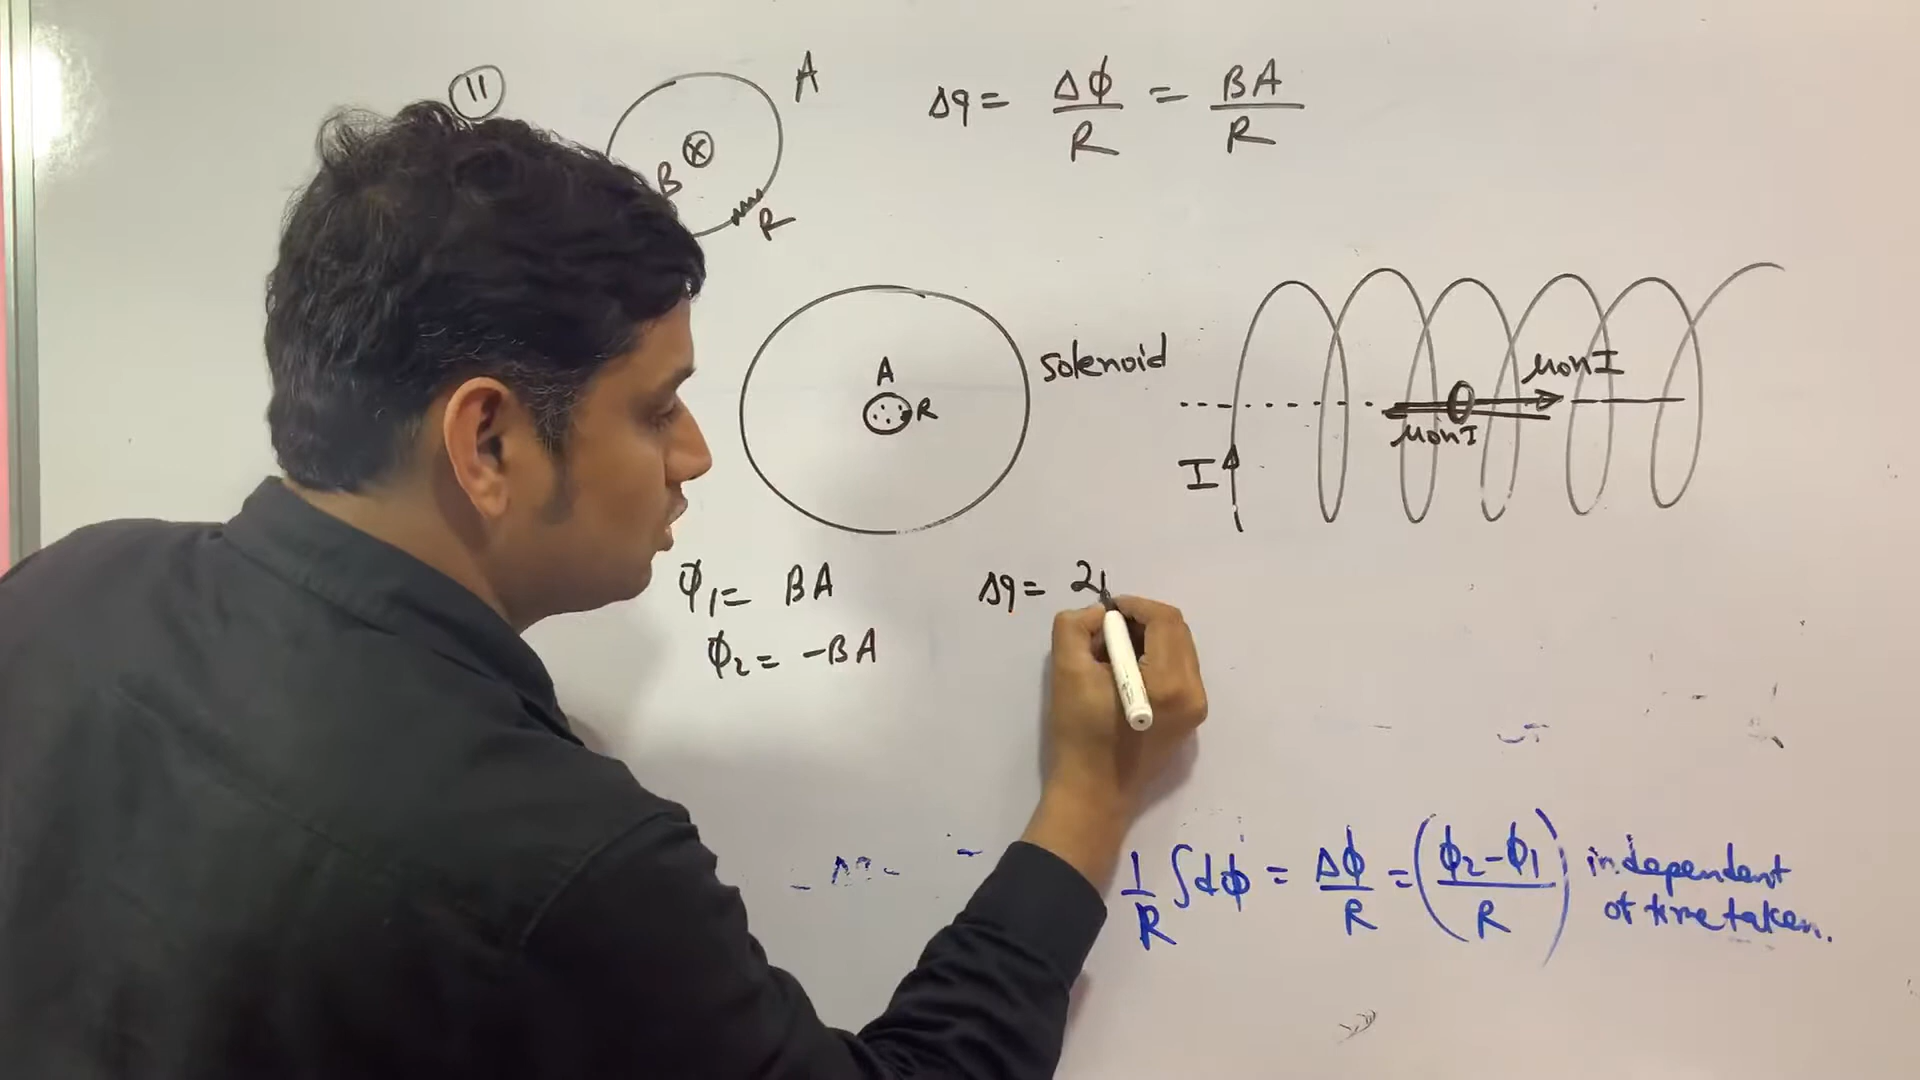 11
A
B
R
Δq = Δϕ/R = BA/R
A
R
solenoid
μ₀nI
μ₀nI
I
ϕ₁ = BA
ϕ₂ = -BA
Δq = 2
1/R ∫dϕ = Δϕ/R = (ϕ₂-ϕ₁/R) independent
of time taken.